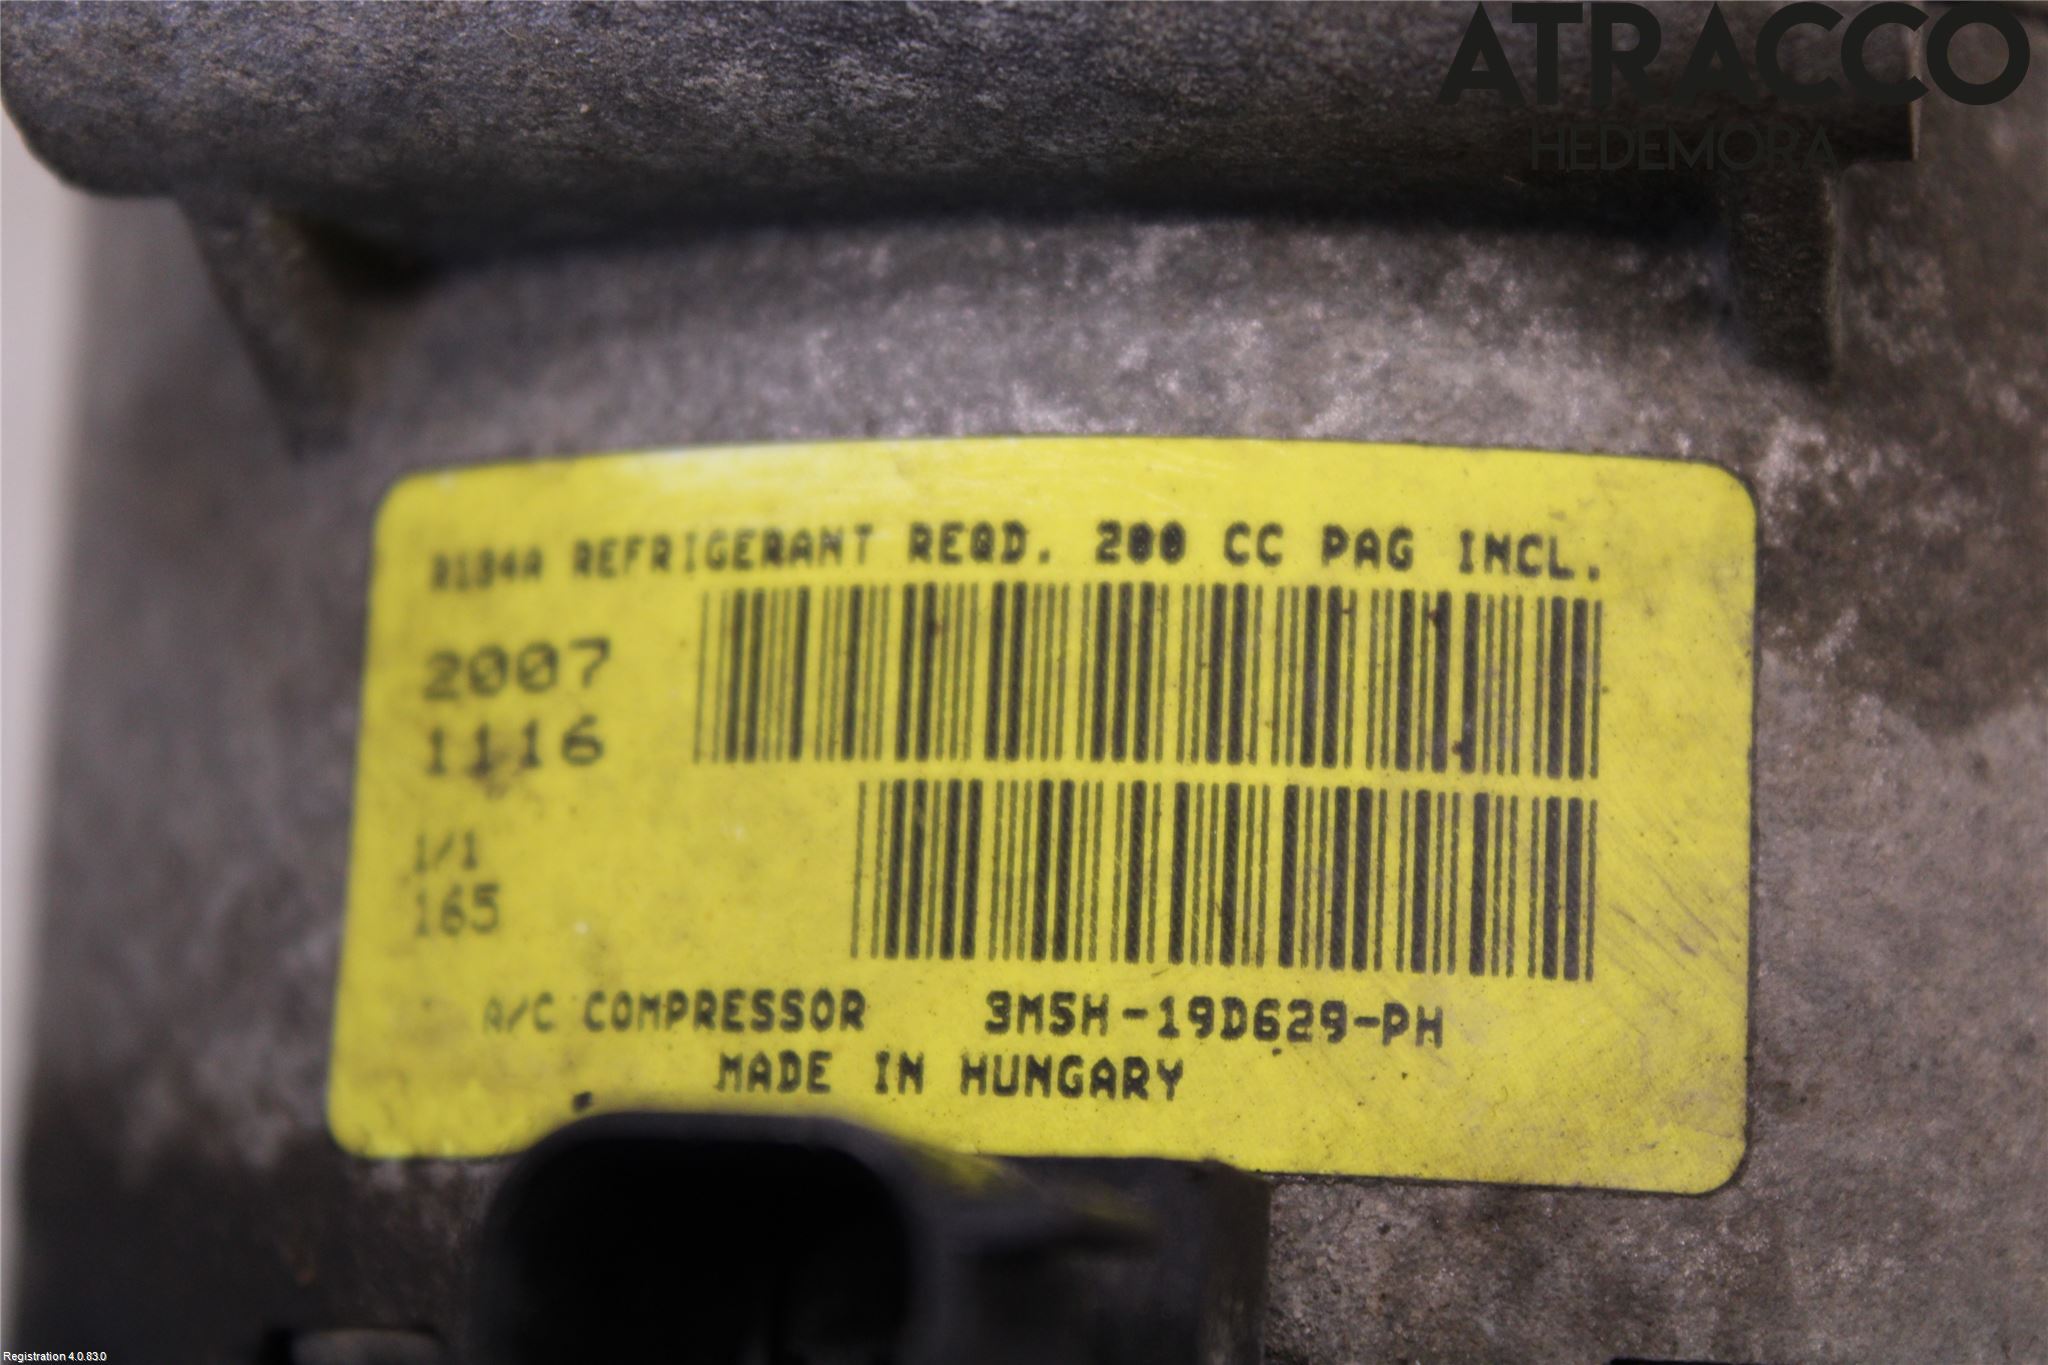 ATRACCO
HEDEMORA
R134A REFRIGERANT REQD. 200 CC PAG INCL.
2007
1116
1/1
165
A/C COMPRESSOR 3M5H-19D629-PH
MADE IN HUNGARY
Registration 4.0.83.0